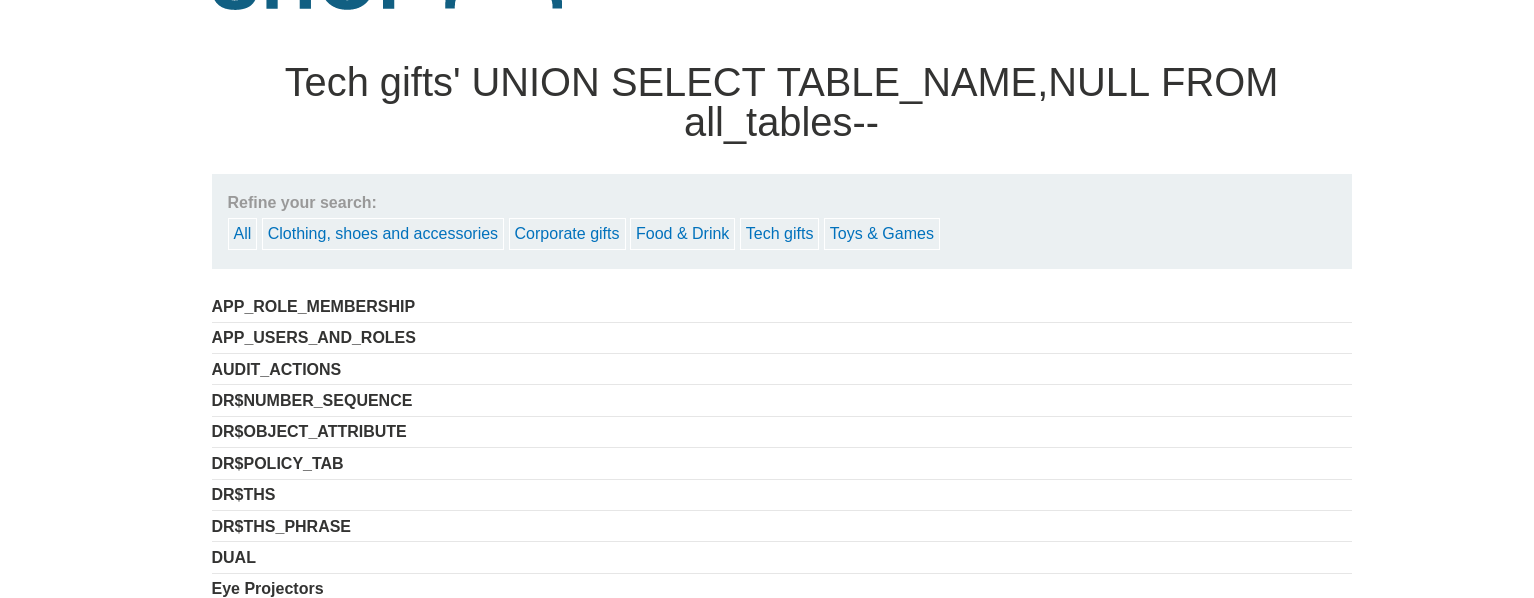 Tech gifts' UNION SELECT TABLE_NAME,NULL FROM
all_tables--
Refine your search:
All Clothing, shoes and accessories Corporate gifts Food & Drink Tech gifts Toys & Games
APP_ROLE_MEMBERSHIP
APP_USERS_AND_ROLES
AUDIT_ACTIONS
DR$NUMBER_SEQUENCE
DR$OBJECT_ATTRIBUTE
DR$POLICY_TAB
DR$THS
DR$THS_PHRASE
DUAL
Eye Projectors